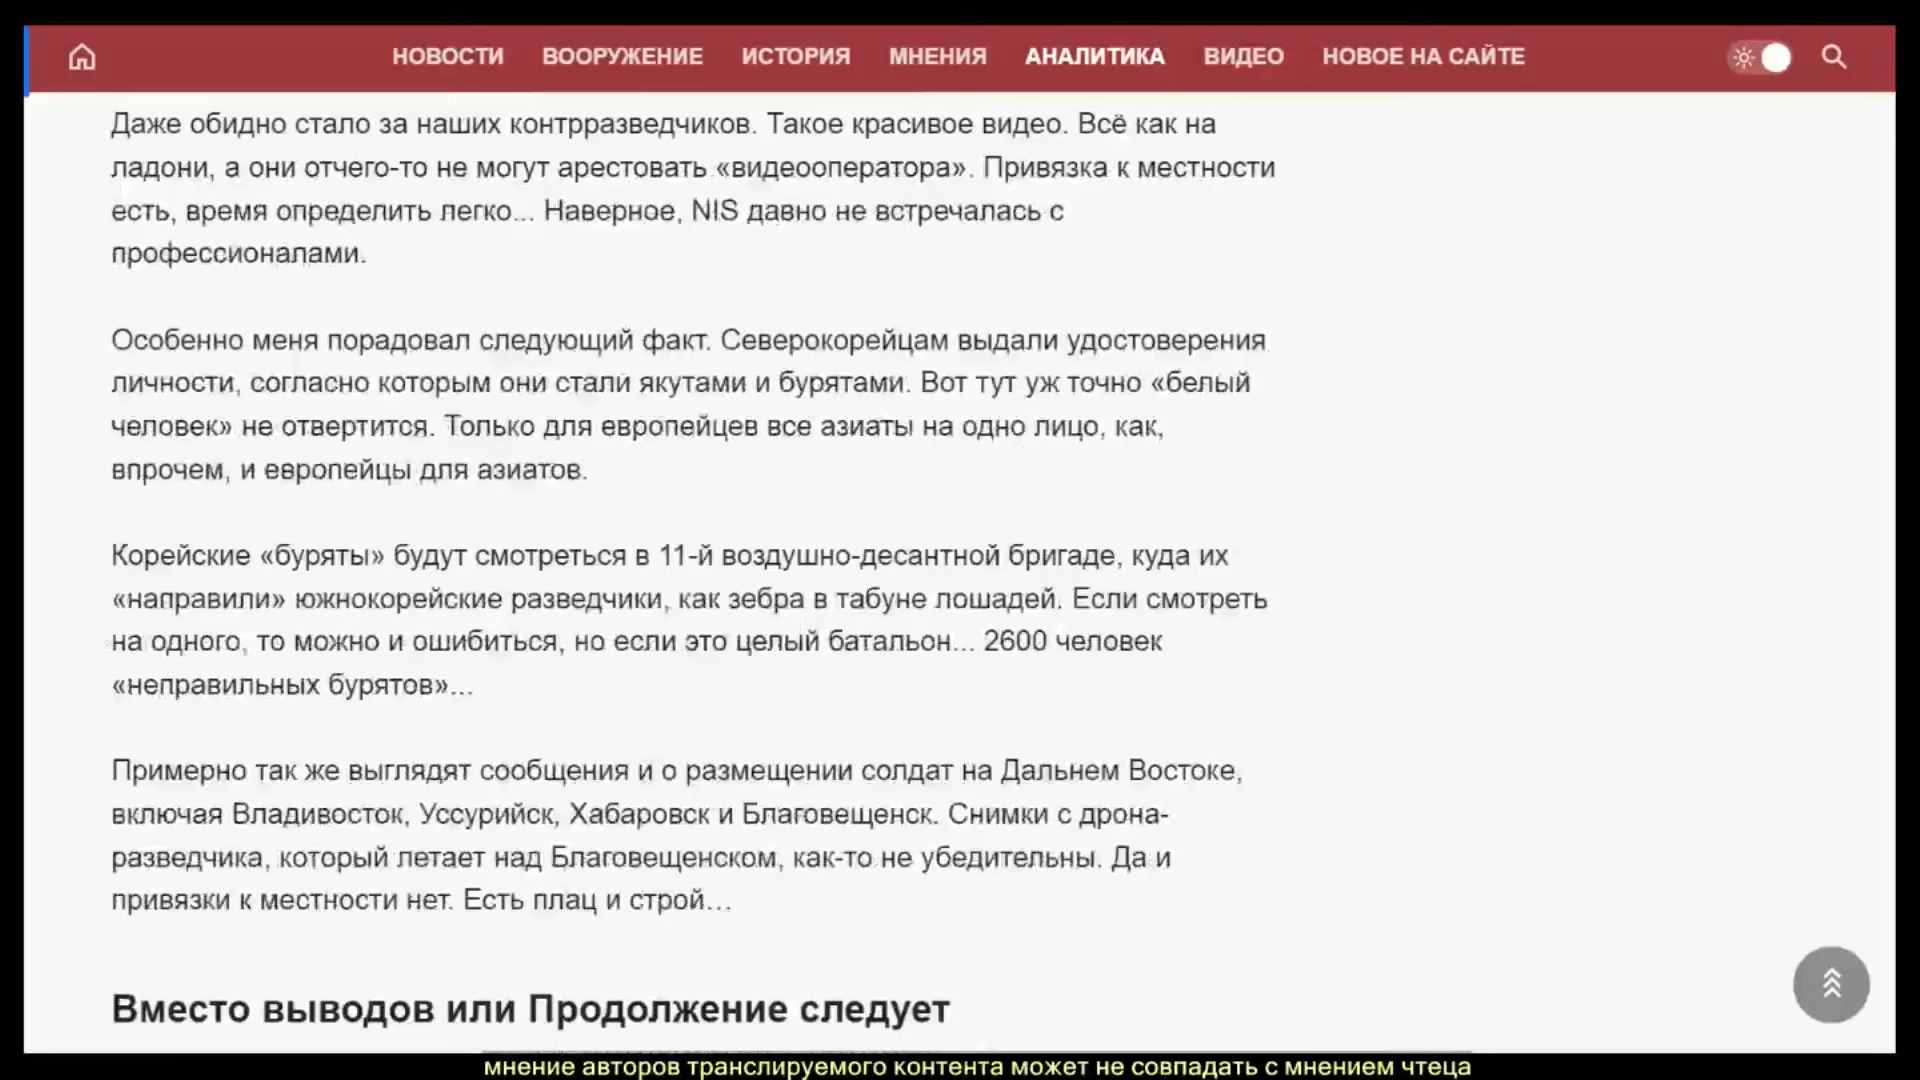 НОВОСТИ ВООРУЖЕНИЕ ИСТОРИЯ МНЕНИЯ АНАЛИТИКА ВИДЕО НОВОЕ НА САЙТЕ
Даже обидно стало за наших контрразведчиков. Такое красивое видео. Всё как на
ладони, а они отчего-то не могут арестовать «видеооператора». Привязка к местности
есть, время определить легко... Наверное, NIS давно не встречалась с
профессионалами.
Особенно меня порадовал следующий факт. Северокорейцам выдали удостоверения
личности, согласно которым они стали якутами и бурятами. Вот тут уж точно «белый
человек» не отвертится. Только для европейцев все азиаты на одно лицо, как,
впрочем, и европейцы для азиатов.
Корейские «буряты» будут смотреться в 11-й воздушно-десантной бригаде, куда их
«направили» южнокорейские разведчики, как зебра в табуне лошадей. Если смотреть
на одного, то можно и ошибиться, но если это целый батальон... 2600 человек
«неправильных бурятов»...
Примерно так же выглядят сообщения и о размещении солдат на Дальнем Востоке,
включая Владивосток, Уссурийск, Хабаровск и Благовещенск. Снимки с дрона-
разведчика, который летает над Благовещенском, как-то не убедительны. Да и
привязки к местности нет. Есть плац и строй...
Вместо выводов или Продолжение следует
мнение авторов транслируемого контента может не совпадать с мнением чтеца